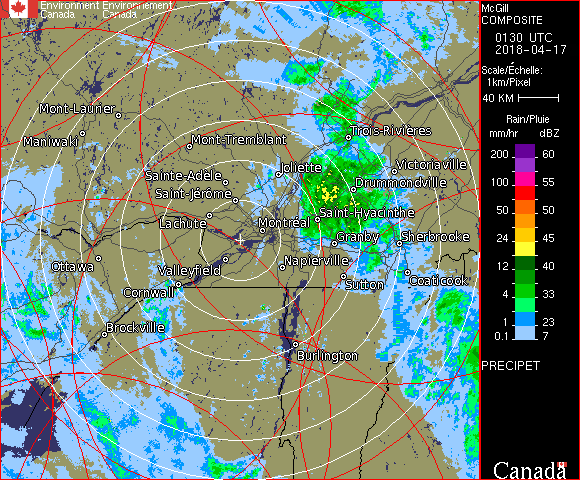 Environment Environnement
Canada Canada
McGill
COMPOSITE
0130 UTC
2018-04-17
Scale/Échelle:
1km/Pixel
40 KM
Rain/Pluie
mm/hr dBZ
200 60
100 55
50 50
24 45
12 40
4 33
1 23
0.1 7
PRECIPET
Canada
Mont-Laurier
Maniwaki
Mont-Tremblant
Trois-Rivières
Joliette
Victoriaville
Sainte-Adèle
Drummondville
Saint-Jérôme
Saint-Hyacinthe
Lachute
Montréal
Granby
Sherbrooke
Ottawa
Valleyfield
Napierville
Sutton
Coaticook
Cornwall
Brockville
Burlington